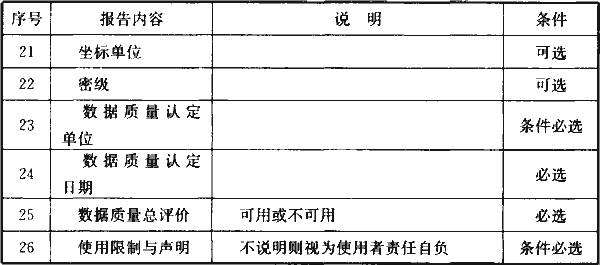 序号 报告内容 说 明 条件
21 坐标单位 可选
22 密级 可选
23 数据质量认定单位 条件必选
24 数据质量认定日期 必选
25 数据质量总评价 可用或不可用 必选
26 使用限制与声明 不说明则视为使用者责任自负 条件必选